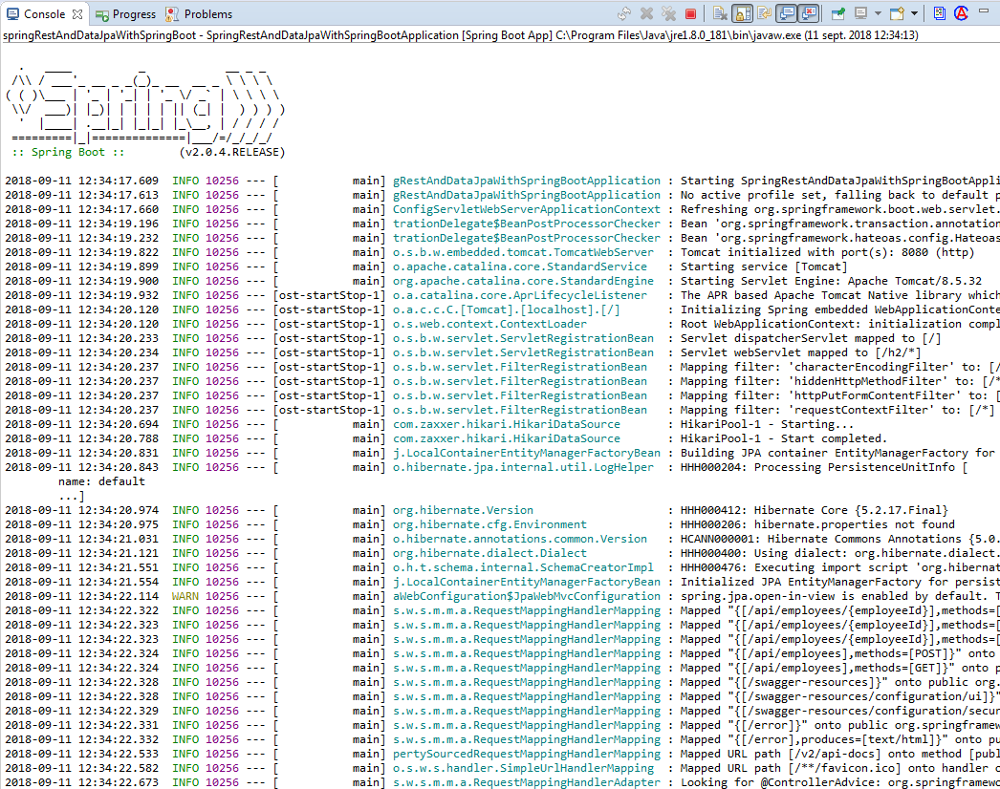 Console Progress Problems
springRestAndDataJpaWithSpringBoot - SpringRestAndDataJpaWithSpringBootApplication [Spring Boot App] C:\Program Files\Java\jre1.8.0_181\bin\javaw.exe (11 sept. 2018 12:34:13)
  .   ____          _            __ _ _
 /\\ / ___'_ __ _ _(_)_ __  __ _ \ \ \ \
( ( )\___ | '_ | '_| | '_ \/ _` | \ \ \ \
 \\/  ___)| |_)| | | | | || (_| |  ) ) ) )
  '  |____| .__|_| |_|_| |_\__, | / / / /
 =========|_|==============|___/=/_/_/_/
 :: Spring Boot ::        (v2.0.4.RELEASE)
2018-09-11 12:34:17.609  INFO 10256 --- [           main] gRestAndDataJpaWithSpringBootApplication : Starting SpringRestAndDataJpaWithSpringBootAppli
2018-09-11 12:34:17.613  INFO 10256 --- [           main] gRestAndDataJpaWithSpringBootApplication : No active profile set, falling back to default p
2018-09-11 12:34:17.660  INFO 10256 --- [           main] ConfigServletWebServerApplicationContext : Refreshing org.springframework.boot.web.servlet.
2018-09-11 12:34:19.196  INFO 10256 --- [           main] trationDelegate$BeanPostProcessorChecker : Bean 'org.springframework.transaction.annotation
2018-09-11 12:34:19.232  INFO 10256 --- [           main] trationDelegate$BeanPostProcessorChecker : Bean 'org.springframework.hateoas.config.Hateoas
2018-09-11 12:34:19.822  INFO 10256 --- [           main] o.s.b.w.embedded.tomcat.TomcatWebServer  : Tomcat initialized with port(s): 8080 (http)
2018-09-11 12:34:19.899  INFO 10256 --- [           main] o.apache.catalina.core.StandardService   : Starting service [Tomcat]
2018-09-11 12:34:19.900  INFO 10256 --- [           main] org.apache.catalina.core.StandardEngine  : Starting Servlet Engine: Apache Tomcat/8.5.32
2018-09-11 12:34:19.932  INFO 10256 --- [ost-startStop-1] o.a.catalina.core.AprLifecycleListener   : The APR based Apache Tomcat Native library which
2018-09-11 12:34:20.120  INFO 10256 --- [ost-startStop-1] o.a.c.c.C.[Tomcat].[localhost].[/]       : Initializing Spring embedded WebApplicationConte
2018-09-11 12:34:20.120  INFO 10256 --- [ost-startStop-1] o.s.web.context.ContextLoader            : Root WebApplicationContext: initialization compl
2018-09-11 12:34:20.233  INFO 10256 --- [ost-startStop-1] o.s.b.w.servlet.ServletRegistrationBean  : Servlet dispatcherServlet mapped to [/]
2018-09-11 12:34:20.234  INFO 10256 --- [ost-startStop-1] o.s.b.w.servlet.ServletRegistrationBean  : Servlet webServlet mapped to [/h2/*]
2018-09-11 12:34:20.237  INFO 10256 --- [ost-startStop-1] o.s.b.w.servlet.FilterRegistrationBean   : Mapping filter: 'characterEncodingFilter' to: [/
2018-09-11 12:34:20.237  INFO 10256 --- [ost-startStop-1] o.s.b.w.servlet.FilterRegistrationBean   : Mapping filter: 'hiddenHttpMethodFilter' to: [/*
2018-09-11 12:34:20.237  INFO 10256 --- [ost-startStop-1] o.s.b.w.servlet.FilterRegistrationBean   : Mapping filter: 'httpPutFormContentFilter' to: [
2018-09-11 12:34:20.237  INFO 10256 --- [ost-startStop-1] o.s.b.w.servlet.FilterRegistrationBean   : Mapping filter: 'requestContextFilter' to: [/*]
2018-09-11 12:34:20.694  INFO 10256 --- [           main] com.zaxxer.hikari.HikariDataSource       : HikariPool-1 - Starting...
2018-09-11 12:34:20.788  INFO 10256 --- [           main] com.zaxxer.hikari.HikariDataSource       : HikariPool-1 - Start completed.
2018-09-11 12:34:20.831  INFO 10256 --- [           main] j.LocalContainerEntityManagerFactoryBean : Building JPA container EntityManagerFactory for
2018-09-11 12:34:20.843  INFO 10256 --- [           main] o.hibernate.jpa.internal.util.LogHelper  : HHH000204: Processing PersistenceUnitInfo [
	name: default
	...]
2018-09-11 12:34:20.974  INFO 10256 --- [           main] org.hibernate.Version                    : HHH000412: Hibernate Core {5.2.17.Final}
2018-09-11 12:34:20.975  INFO 10256 --- [           main] org.hibernate.cfg.Environment            : HHH000206: hibernate.properties not found
2018-09-11 12:34:21.031  INFO 10256 --- [           main] o.hibernate.annotations.common.Version   : HCANN000001: Hibernate Commons Annotations {5.0.
2018-09-11 12:34:21.121  INFO 10256 --- [           main] org.hibernate.dialect.Dialect            : HHH000400: Using dialect: org.hibernate.dialect.
2018-09-11 12:34:21.551  INFO 10256 --- [           main] o.h.t.schema.internal.SchemaCreatorImpl  : HHH000476: Executing import script 'org.hibernat
2018-09-11 12:34:21.554  INFO 10256 --- [           main] j.LocalContainerEntityManagerFactoryBean : Initialized JPA EntityManagerFactory for persist
2018-09-11 12:34:22.114  WARN 10256 --- [           main] aWebConfiguration$JpaWebMvcConfiguration : spring.jpa.open-in-view is enabled by default. T
2018-09-11 12:34:22.322  INFO 10256 --- [           main] s.w.s.m.m.a.RequestMappingHandlerMapping : Mapped "{[/api/employees/{employeeId}],methods=[
2018-09-11 12:34:22.323  INFO 10256 --- [           main] s.w.s.m.m.a.RequestMappingHandlerMapping : Mapped "{[/api/employees/{employeeId}],methods=[
2018-09-11 12:34:22.323  INFO 10256 --- [           main] s.w.s.m.m.a.RequestMappingHandlerMapping : Mapped "{[/api/employees/{employeeId}],methods=[
2018-09-11 12:34:22.324  INFO 10256 --- [           main] s.w.s.m.m.a.RequestMappingHandlerMapping : Mapped "{[/api/employees],methods=[POST]}" onto
2018-09-11 12:34:22.324  INFO 10256 --- [           main] s.w.s.m.m.a.RequestMappingHandlerMapping : Mapped "{[/api/employees],methods=[GET]}" onto p
2018-09-11 12:34:22.328  INFO 10256 --- [           main] s.w.s.m.m.a.RequestMappingHandlerMapping : Mapped "{[/swagger-resources]}" onto public org.
2018-09-11 12:34:22.328  INFO 10256 --- [           main] s.w.s.m.m.a.RequestMappingHandlerMapping : Mapped "{[/swagger-resources/configuration/ui]}"
2018-09-11 12:34:22.329  INFO 10256 --- [           main] s.w.s.m.m.a.RequestMappingHandlerMapping : Mapped "{[/swagger-resources/configuration/secur
2018-09-11 12:34:22.331  INFO 10256 --- [           main] s.w.s.m.m.a.RequestMappingHandlerMapping : Mapped "{[/error]}" onto public org.springframew
2018-09-11 12:34:22.332  INFO 10256 --- [           main] s.w.s.m.m.a.RequestMappingHandlerMapping : Mapped "{[/error],produces=[text/html]}" onto pu
2018-09-11 12:34:22.533  INFO 10256 --- [           main] pertySourcedRequestMappingHandlerMapping : Mapped URL path [/v2/api-docs] onto method [publ
2018-09-11 12:34:22.582  INFO 10256 --- [           main] o.s.w.s.handler.SimpleUrlHandlerMapping  : Mapped URL path [/**/favicon.ico] onto handler o
2018-09-11 12:34:22.673  INFO 10256 --- [           main] s.w.s.m.m.a.RequestMappingHandlerAdapter : Looking for @ControllerAdvice: org.springframewo